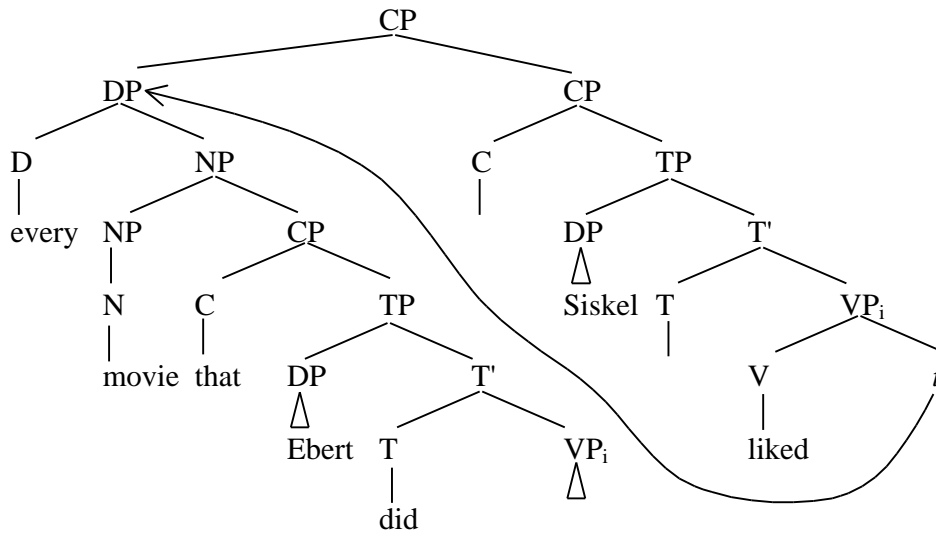 CP
DP CP
D NP C TP
every NP CP DP T'
N C TP Siskel T VPi
movie that DP T' V t
Ebert T VPi liked
did